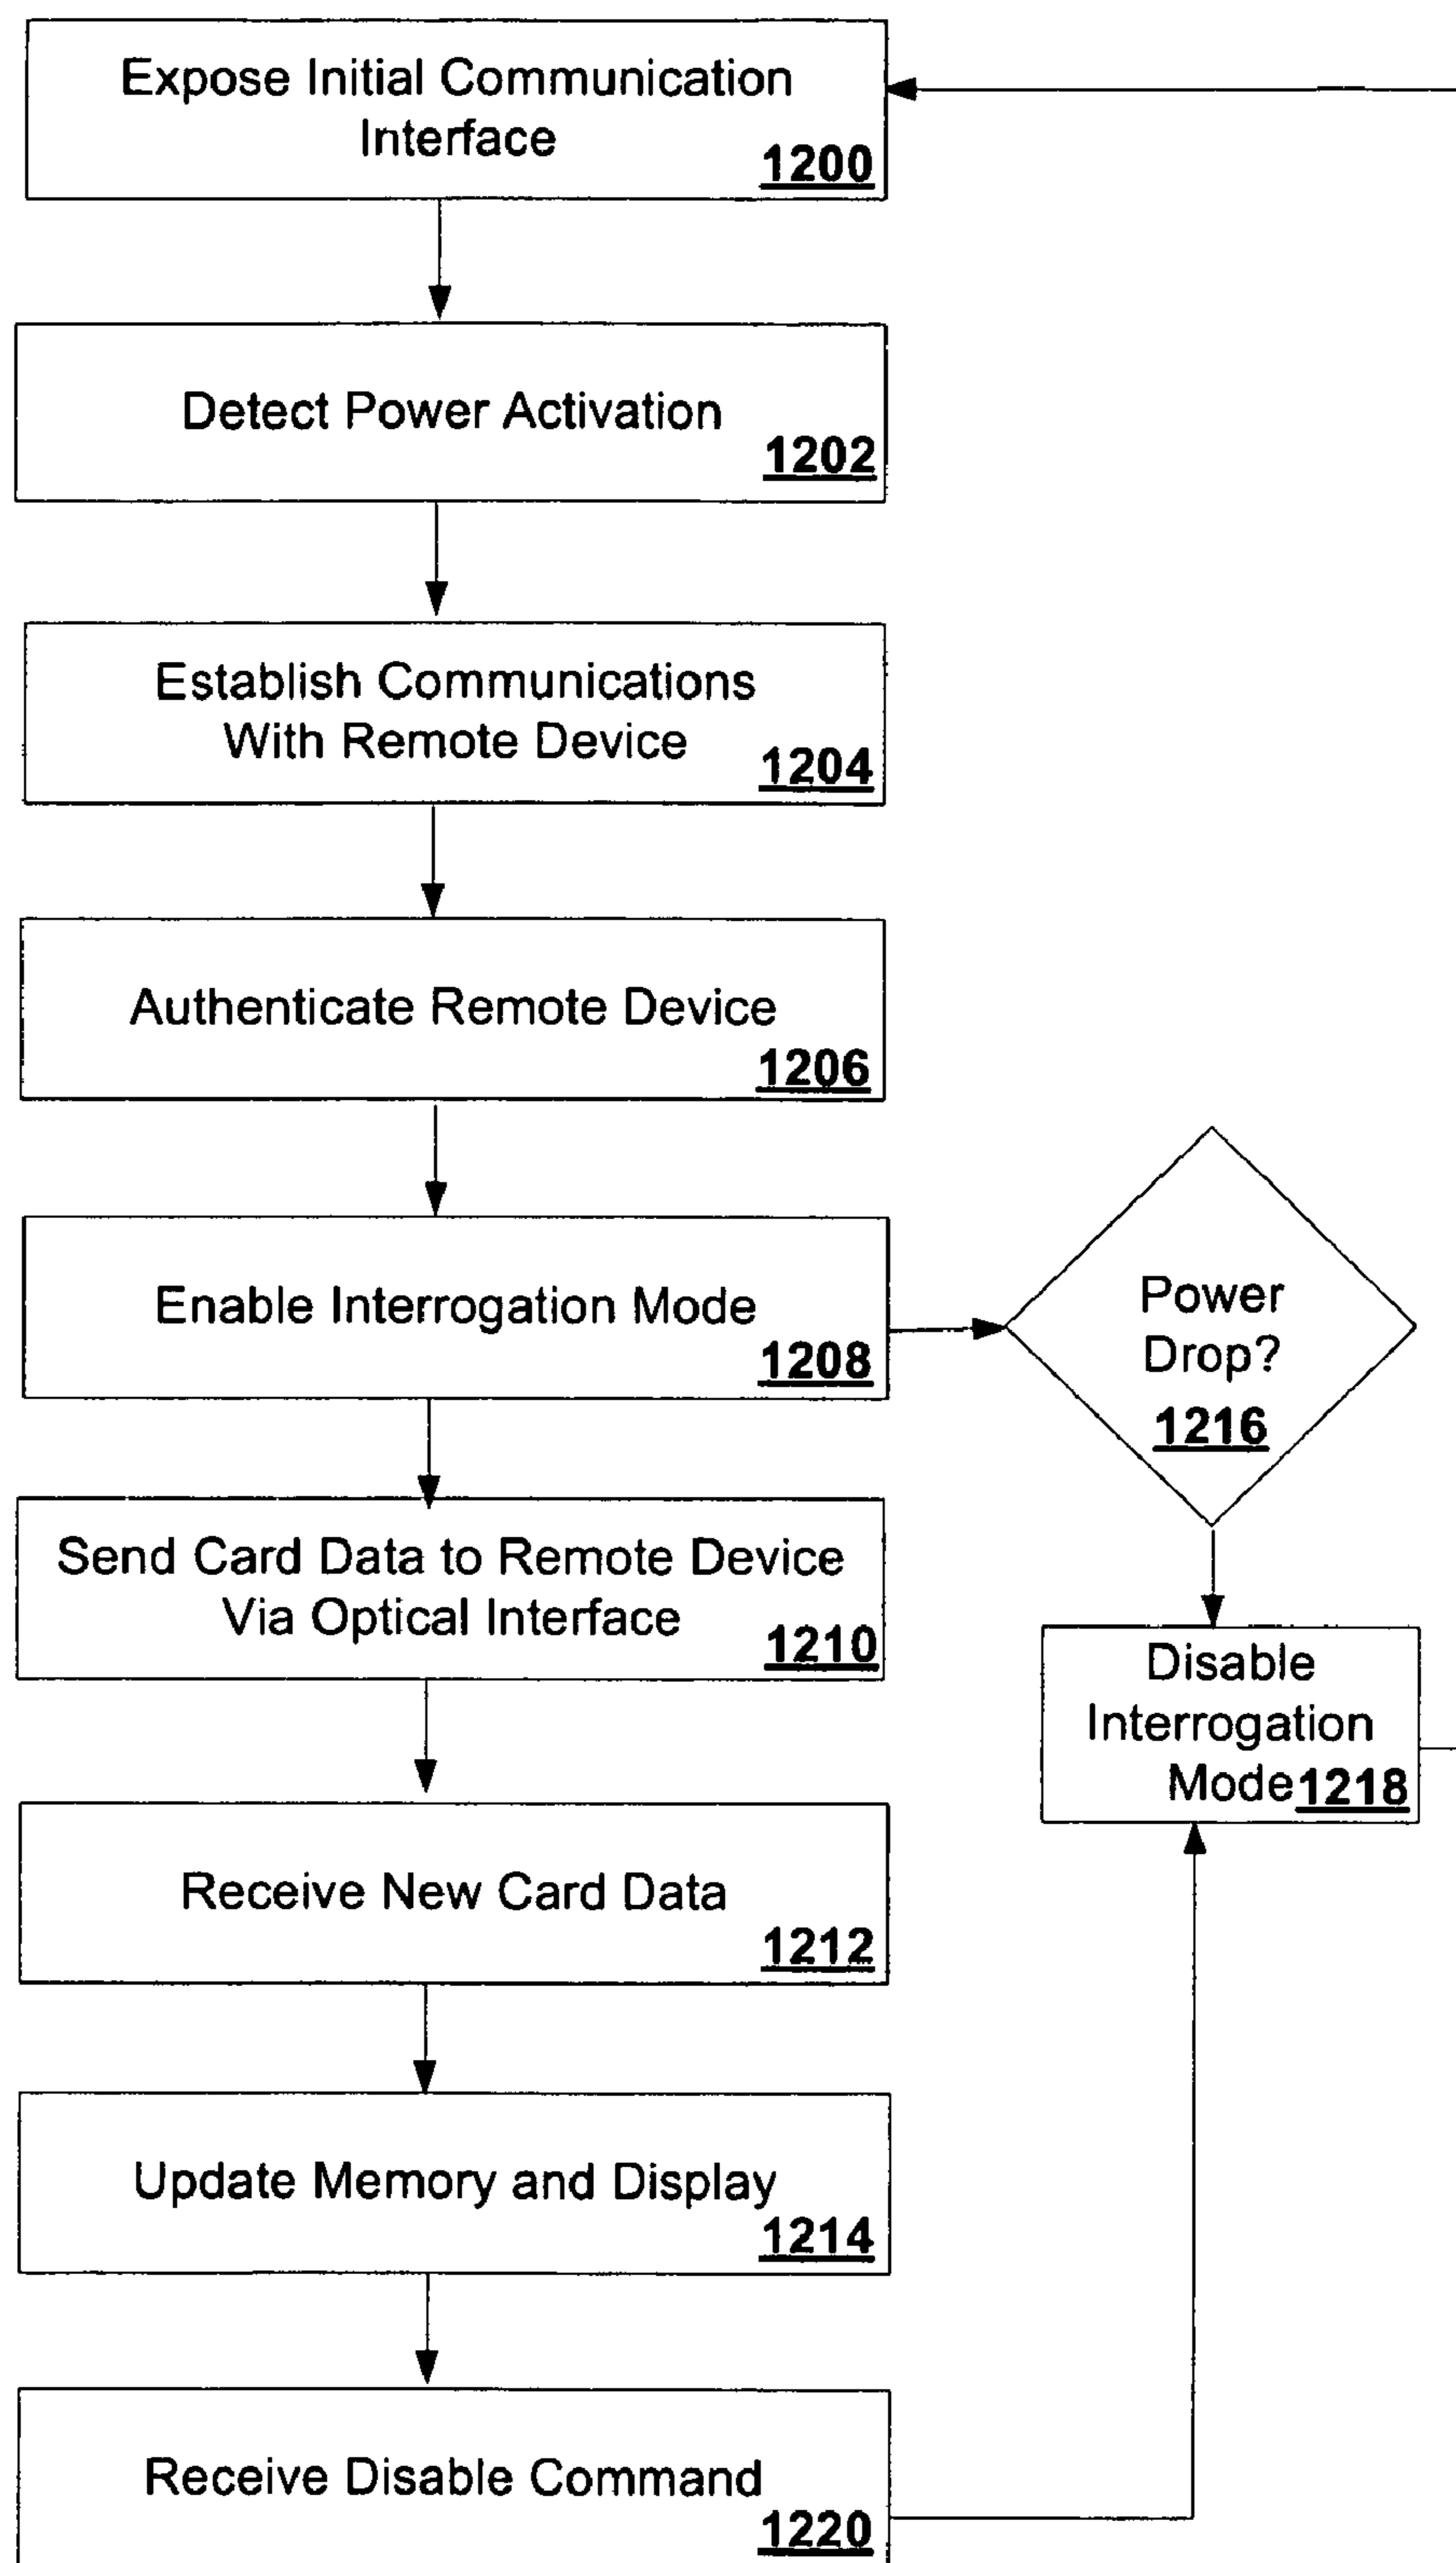 Expose Initial Communication
Interface
1200
Detect Power Activation
1202
Establish Communications
With Remote Device
1204
Authenticate Remote Device
1206
Enable Interrogation Mode
1208
Power
Drop?
1216
Send Card Data to Remote Device
Via Optical Interface
1210
Disable
Interrogation
Mode 1218
Receive New Card Data
1212
Update Memory and Display
1214
Receive Disable Command
1220